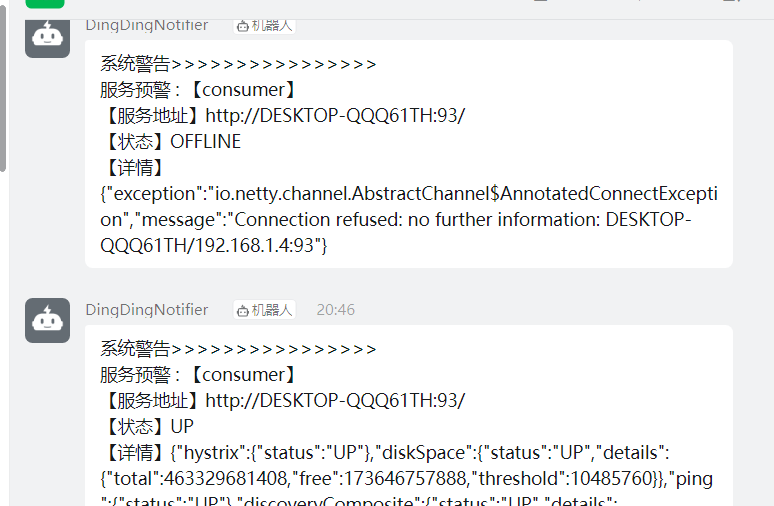 DingDingNotifier 机器人
系统警告>>>>>>>>>>>>>>>>
服务预警 : 【consumer】
【服务地址】http://DESKTOP-QQQ61TH:93/
【状态】OFFLINE
【详情】
{"exception":"io.netty.channel.AbstractChannel$AnnotatedConnectExcepti
on","message":"Connection refused: no further information: DESKTOP-
QQQ61TH/192.168.1.4:93"}
DingDingNotifier 机器人 20:46
系统警告>>>>>>>>>>>>>>>>
服务预警 : 【consumer】
【服务地址】http://DESKTOP-QQQ61TH:93/
【状态】UP
【详情】{"hystrix":{"status":"UP"},"diskSpace":{"status":"UP","details":
{"total":463329681408,"free":173646757888,"threshold":10485760}},"ping
":{"status":"UP"},"discoveryComposite":{"status":"UP","details":